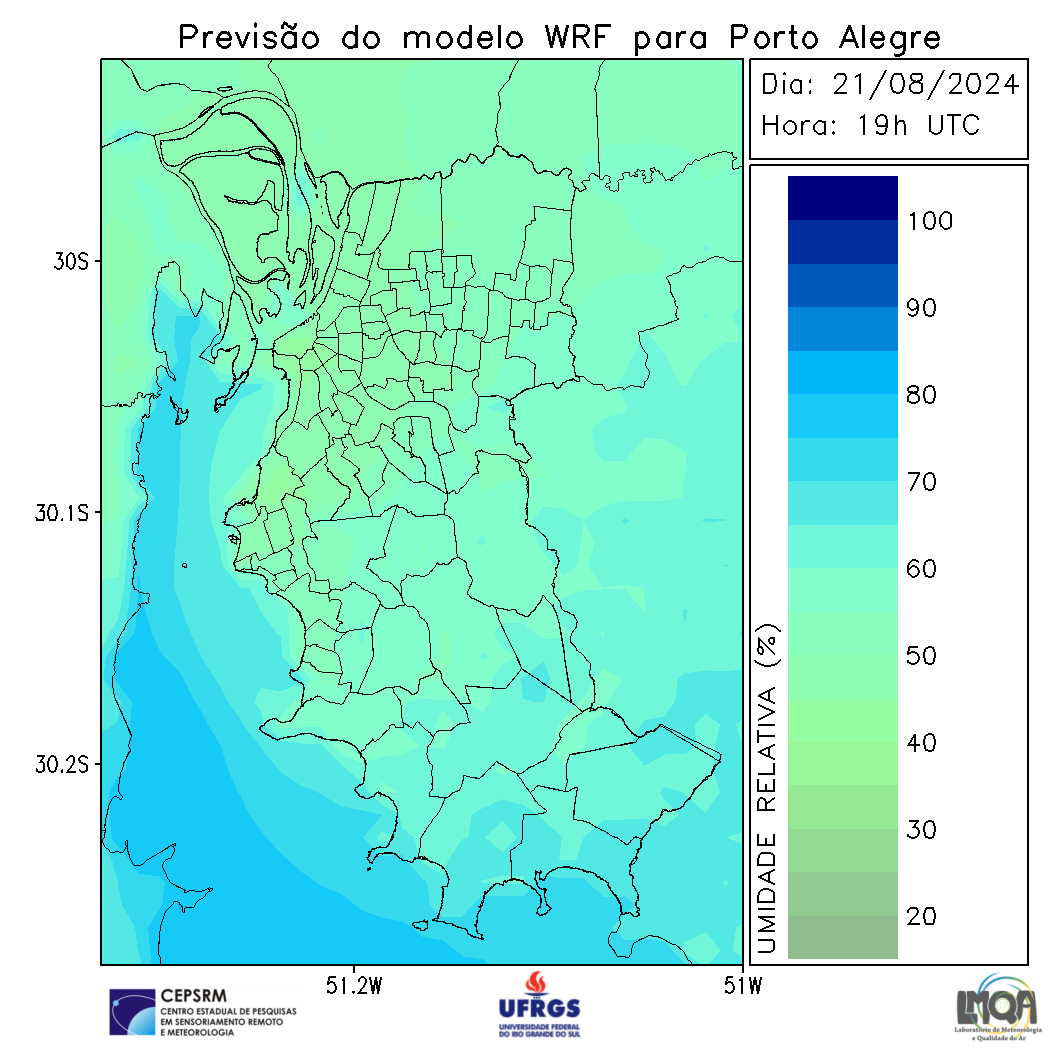 Previsão do modelo WRF para Porto Alegre
Dia: 21/08/2024
Hora: 19h UTC
30S
30.1S
30.2S
51.2W
51W
UMIDADE RELATIVA (%)
100
90
80
70
60
50
40
30
20
CEPSRM
CENTRO ESTADUAL DE PESQUISAS
EM SENSORIAMENTO REMOTO
E METEOROLOGIA
UFRGS
UNIVERSIDADE FEDERAL
DO RIO GRANDE DO SUL
LMQA
Laboratório de Meteorologia
e Qualidade do Ar